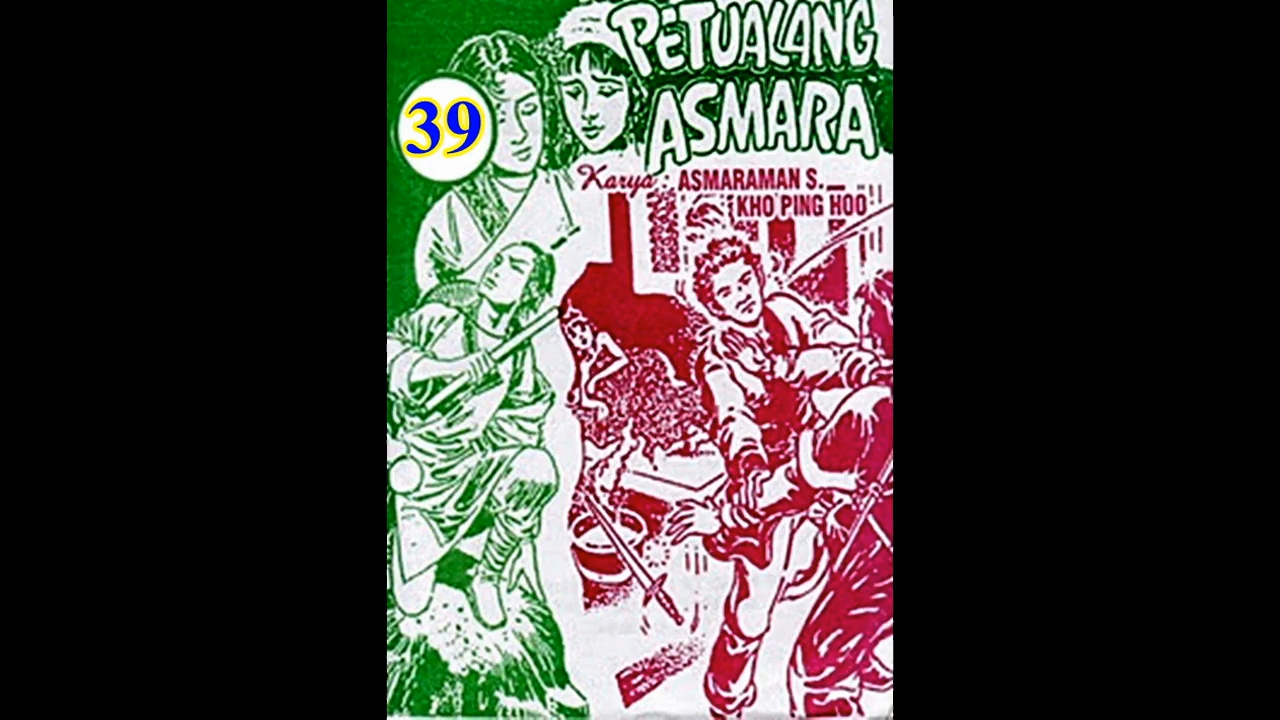 PETUALANG
ASMARA
39
Karya : ASMARAMAN S.
KHO PING HOO